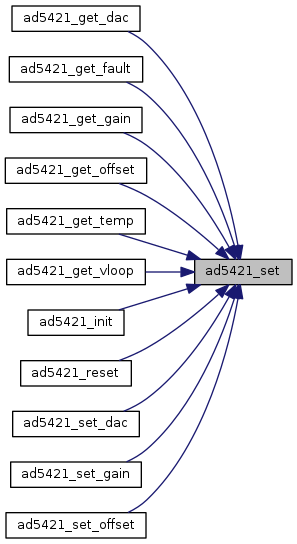 ad5421_get_dac
ad5421_get_fault
ad5421_get_gain
ad5421_get_offset
ad5421_get_temp
ad5421_get_vloop
ad5421_set
ad5421_init
ad5421_reset
ad5421_set_dac
ad5421_set_gain
ad5421_set_offset